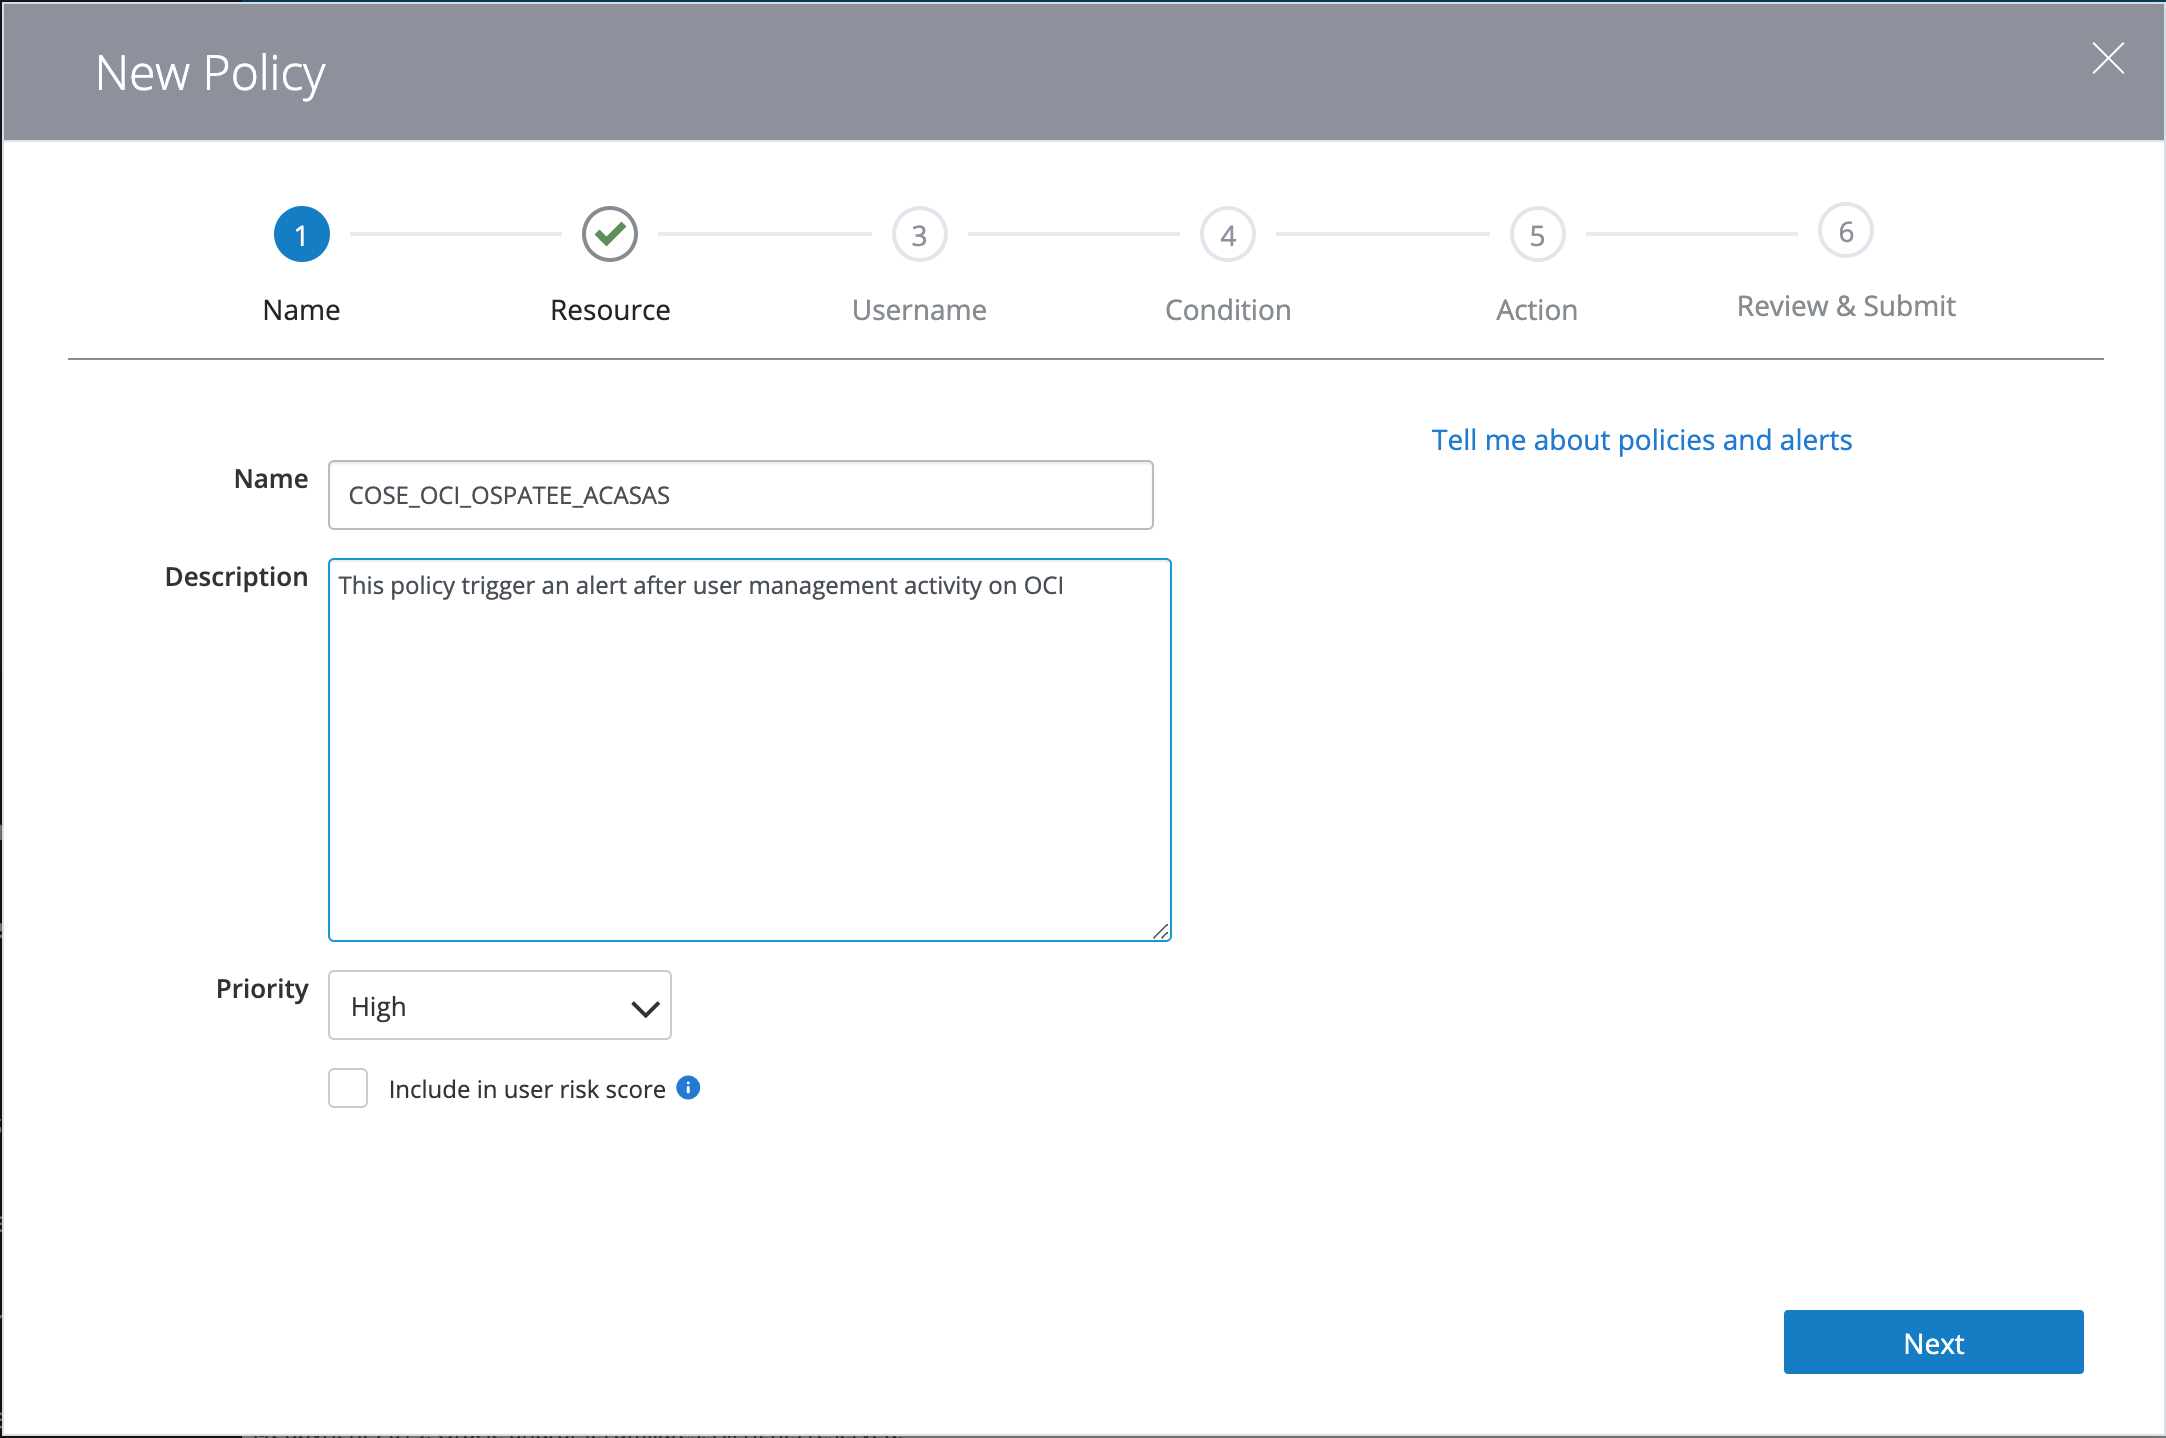 New Policy
1
3
4
5
6
Name
Resource
Username
Condition
Action
Review & Submit
Tell me about policies and alerts
Name
COSE_OCI_OSPATEE_ACASAS
Description
This policy trigger an alert after user management activity on OCI
Priority
High
Include in user risk score
Next